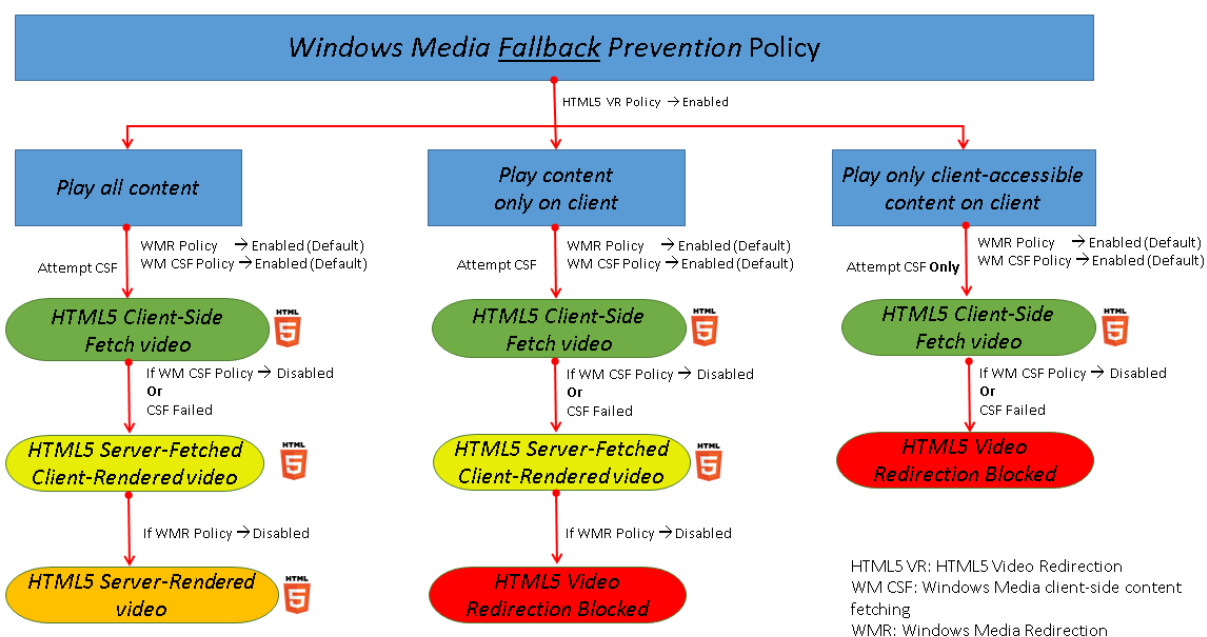 Windows Media Fallback Prevention Policy
HTML5 VR Policy → Enabled
Play all content
Play content
only on client
Play only client-accessible
content on client
WMR Policy → Enabled (Default)
WM CSF Policy → Enabled (Default)
Attempt CSF
WMR Policy → Enabled (Default)
WM CSF Policy → Enabled (Default)
Attempt CSF
WMR Policy → Enabled (Default)
WM CSF Policy → Enabled (Default)
Attempt CSF Only
HTML5 Client-Side
Fetch video
HTML
5
HTML5 Client-Side
Fetch video
HTML
5
HTML5 Client-Side
Fetch video
HTML
5
If WM CSF Policy → Disabled
Or
CSF Failed
If WM CSF Policy → Disabled
Or
CSF Failed
If WM CSF Policy → Disabled
Or
CSF Failed
HTML5 Server-Fetched
Client-Rendered video
HTML
5
HTML5 Server-Fetched
Client-Rendered video
HTML
5
HTML5 Video
Redirection Blocked
If WMR Policy → Disabled
If WMR Policy → Disabled
HTML5 Server-Rendered
video
HTML
5
HTML5 Video
Redirection Blocked
HTML5 VR: HTML5 Video Redirection
WM CSF: Windows Media client-side content
fetching
WMR: Windows Media Redirection